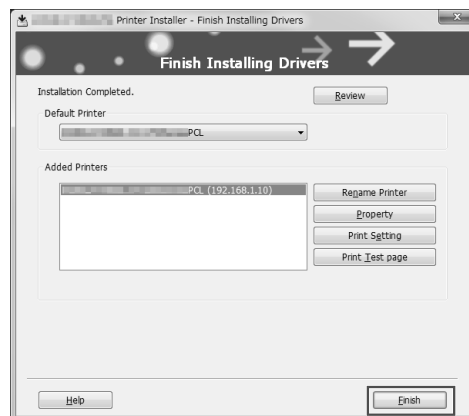 Printer Installer - Finish Installing Drivers
Finish Installing Drivers
Installation Completed.
Review
Default Printer
PCL
Added Printers
PCL (192.168.1.10)
Rename Printer
Property
Print Setting
Print Test page
Help
Finish